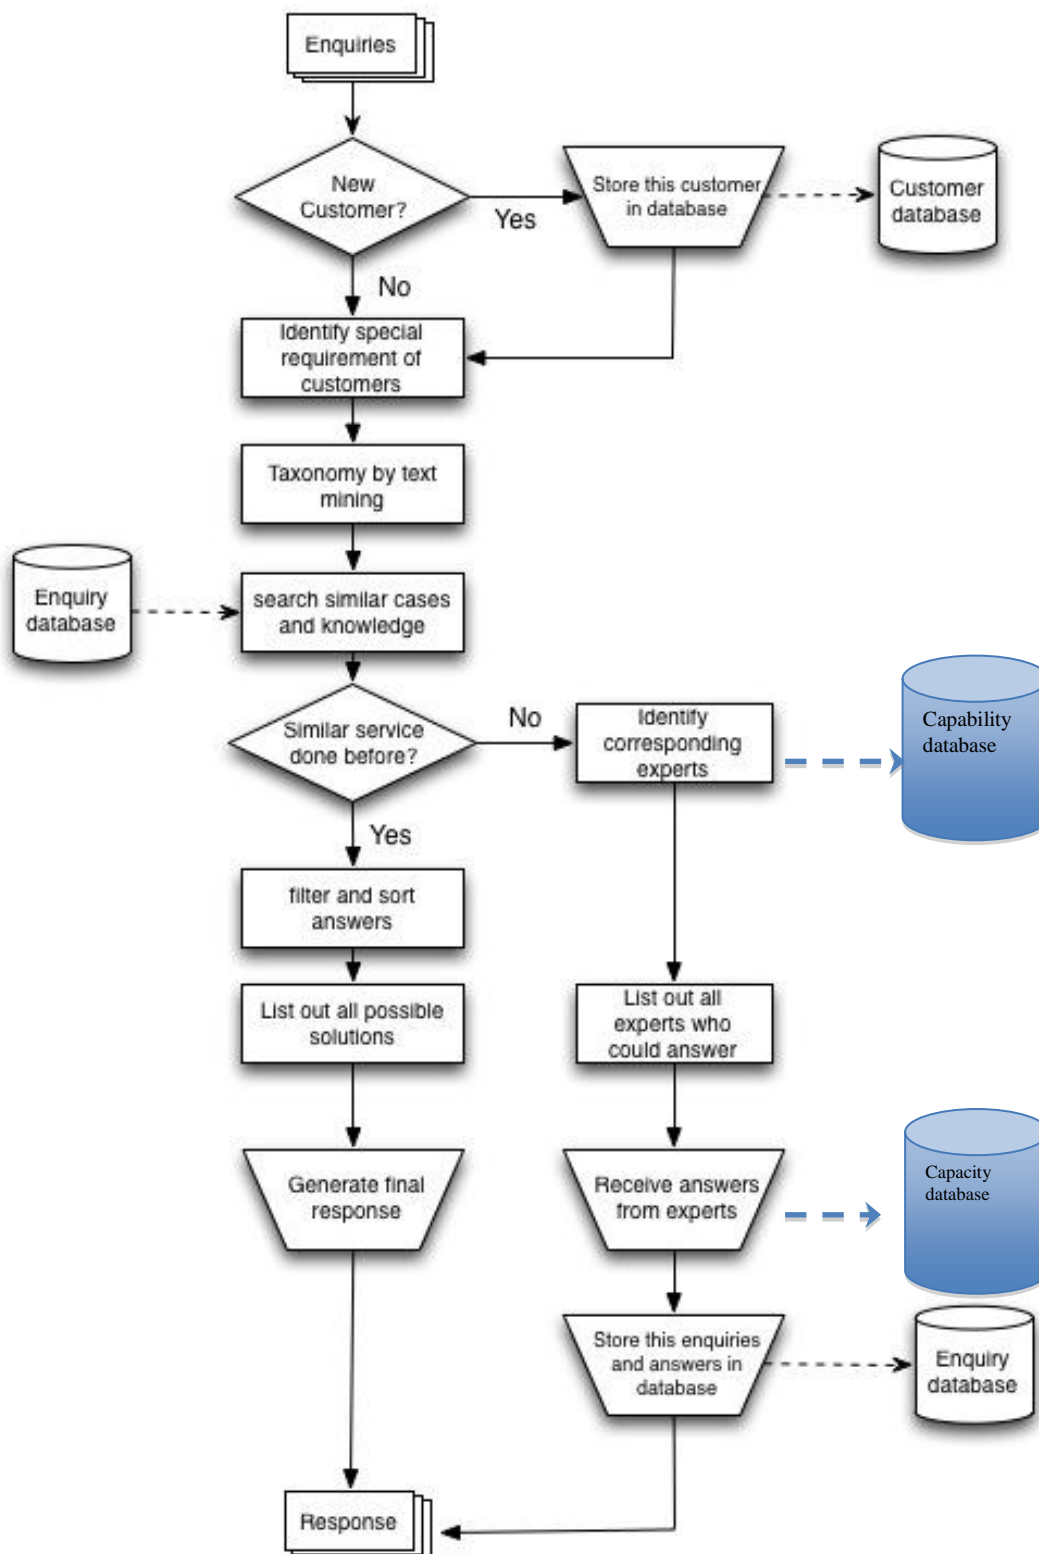 Enquiries
New
Customer?
Yes
Store this customer
in database
Customer
database
No
Identify special
requirement of
customers
Taxonomy by text
mining
Enquiry
database
search similar cases
and knowledge
Similar service
done before?
No
Identify
corresponding
experts
Capability
database
Yes
filter and sort
answers
List out all possible
solutions
List out all
experts who
could answer
Generate final
response
Receive answers
from experts
Capacity
database
Store this enquiries
and answers in
database
Enquiry
database
Response